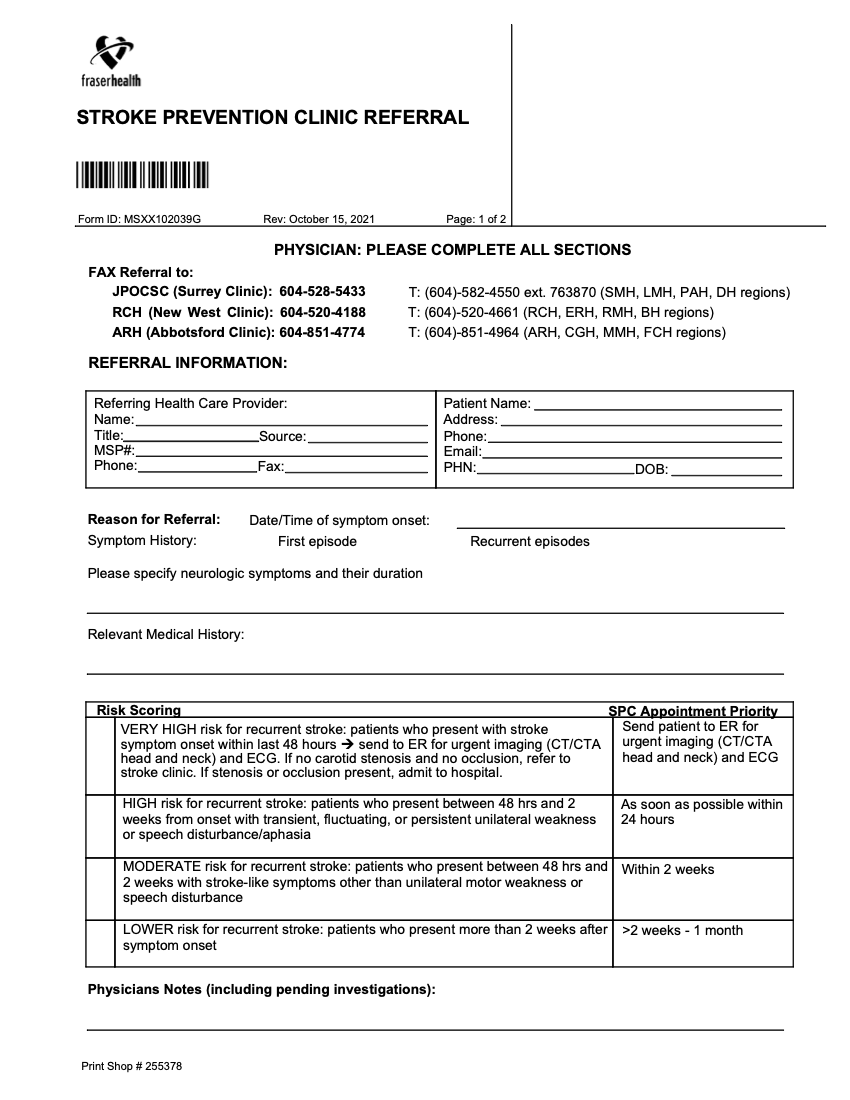 fraserhealth
STROKE PREVENTION CLINIC REFERRAL
Form ID: MSXX102039G Rev: October 15, 2021 Page: 1 of 2
PHYSICIAN: PLEASE COMPLETE ALL SECTIONS
FAX Referral to:
JPOCSC (Surrey Clinic): 604-528-5433 T: (604)-582-4550 ext. 763870 (SMH, LMH, PAH, DH regions)
RCH (New West Clinic): 604-520-4188 T: (604)-520-4661 (RCH, ERH, RMH, BH regions)
ARH (Abbotsford Clinic): 604-851-4774 T: (604)-851-4964 (ARH, CGH, MMH, FCH regions)
REFERRAL INFORMATION:
Referring Health Care Provider:
Name:
Title: Source:
MSP#:
Phone: Fax:
Patient Name:
Address:
Phone:
Email:
PHN: DOB:
Reason for Referral: Date/Time of symptom onset:
Symptom History: First episode Recurrent episodes
Please specify neurologic symptoms and their duration
Relevant Medical History:
Risk Scoring SPC Appointment Priority
VERY HIGH risk for recurrent stroke: patients who present with stroke
symptom onset within last 48 hours → send to ER for urgent imaging (CT/CTA
head and neck) and ECG. If no carotid stenosis and no occlusion, refer to
stroke clinic. If stenosis or occlusion present, admit to hospital.
Send patient to ER for
urgent imaging (CT/CTA
head and neck) and ECG
HIGH risk for recurrent stroke: patients who present between 48 hrs and 2
weeks from onset with transient, fluctuating, or persistent unilateral weakness
or speech disturbance/aphasia
As soon as possible within
24 hours
MODERATE risk for recurrent stroke: patients who present between 48 hrs and
2 weeks with stroke-like symptoms other than unilateral motor weakness or
speech disturbance
Within 2 weeks
LOWER risk for recurrent stroke: patients who present more than 2 weeks after
symptom onset
>2 weeks - 1 month
Physicians Notes (including pending investigations):
Print Shop # 255378